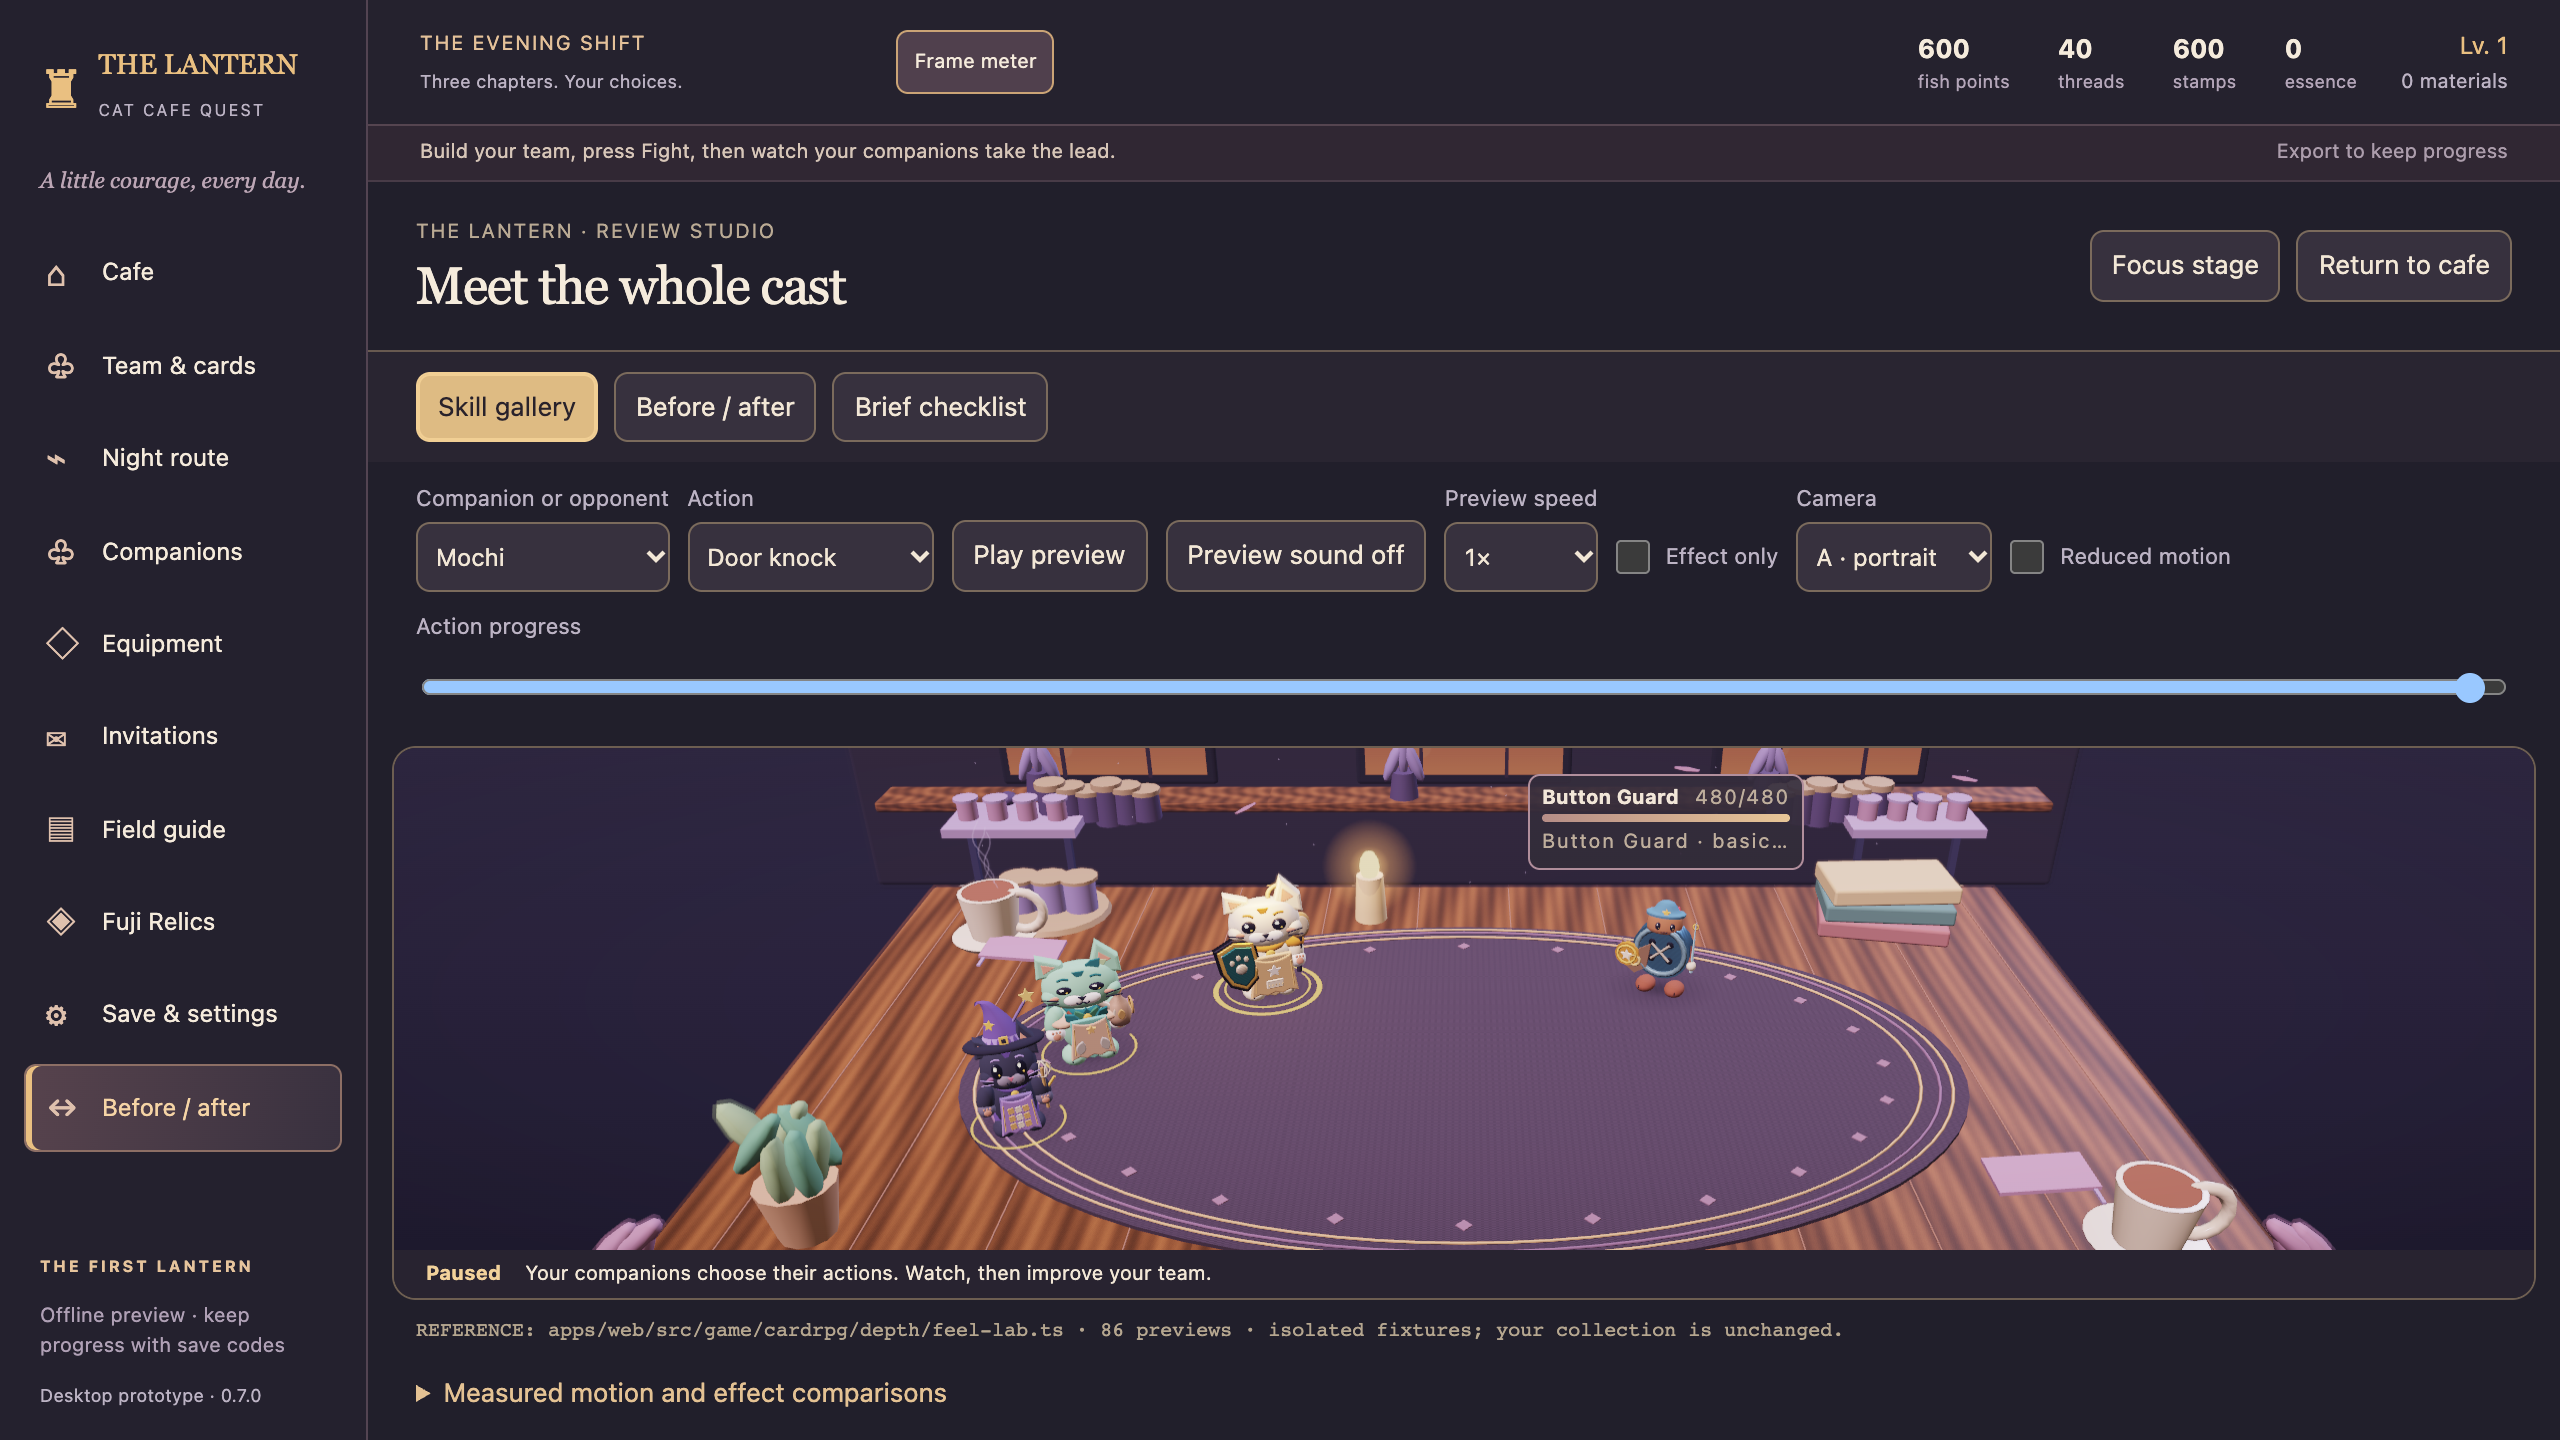 THE LANTERN
CAT CAFE QUEST
A little courage, every day.
Cafe
Team & cards
Night route
Companions
Equipment
Invitations
Field guide
Fuji Relics
Save & settings
Before / after
THE FIRST LANTERN
Offline preview · keep
progress with save codes
Desktop prototype · 0.7.0
THE EVENING SHIFT
Three chapters. Your choices.
Frame meter
600 fish points
40 threads
600 stamps
0 essence
Lv. 1
0 materials
Build your team, press Fight, then watch your companions take the lead.
Export to keep progress
THE LANTERN · REVIEW STUDIO
Meet the whole cast
Focus stage
Return to cafe
Skill gallery
Before / after
Brief checklist
Companion or opponent
Mochi
Action
Door knock
Play preview
Preview sound off
Preview speed
1×
Effect only
Camera
A · portrait
Reduced motion
Action progress
Button Guard 480/480
Button Guard · basic…
Paused Your companions choose their actions. Watch, then improve your team.
REFERENCE: apps/web/src/game/cardrpg/depth/feel-lab.ts · 86 previews · isolated fixtures; your collection is unchanged.
Measured motion and effect comparisons